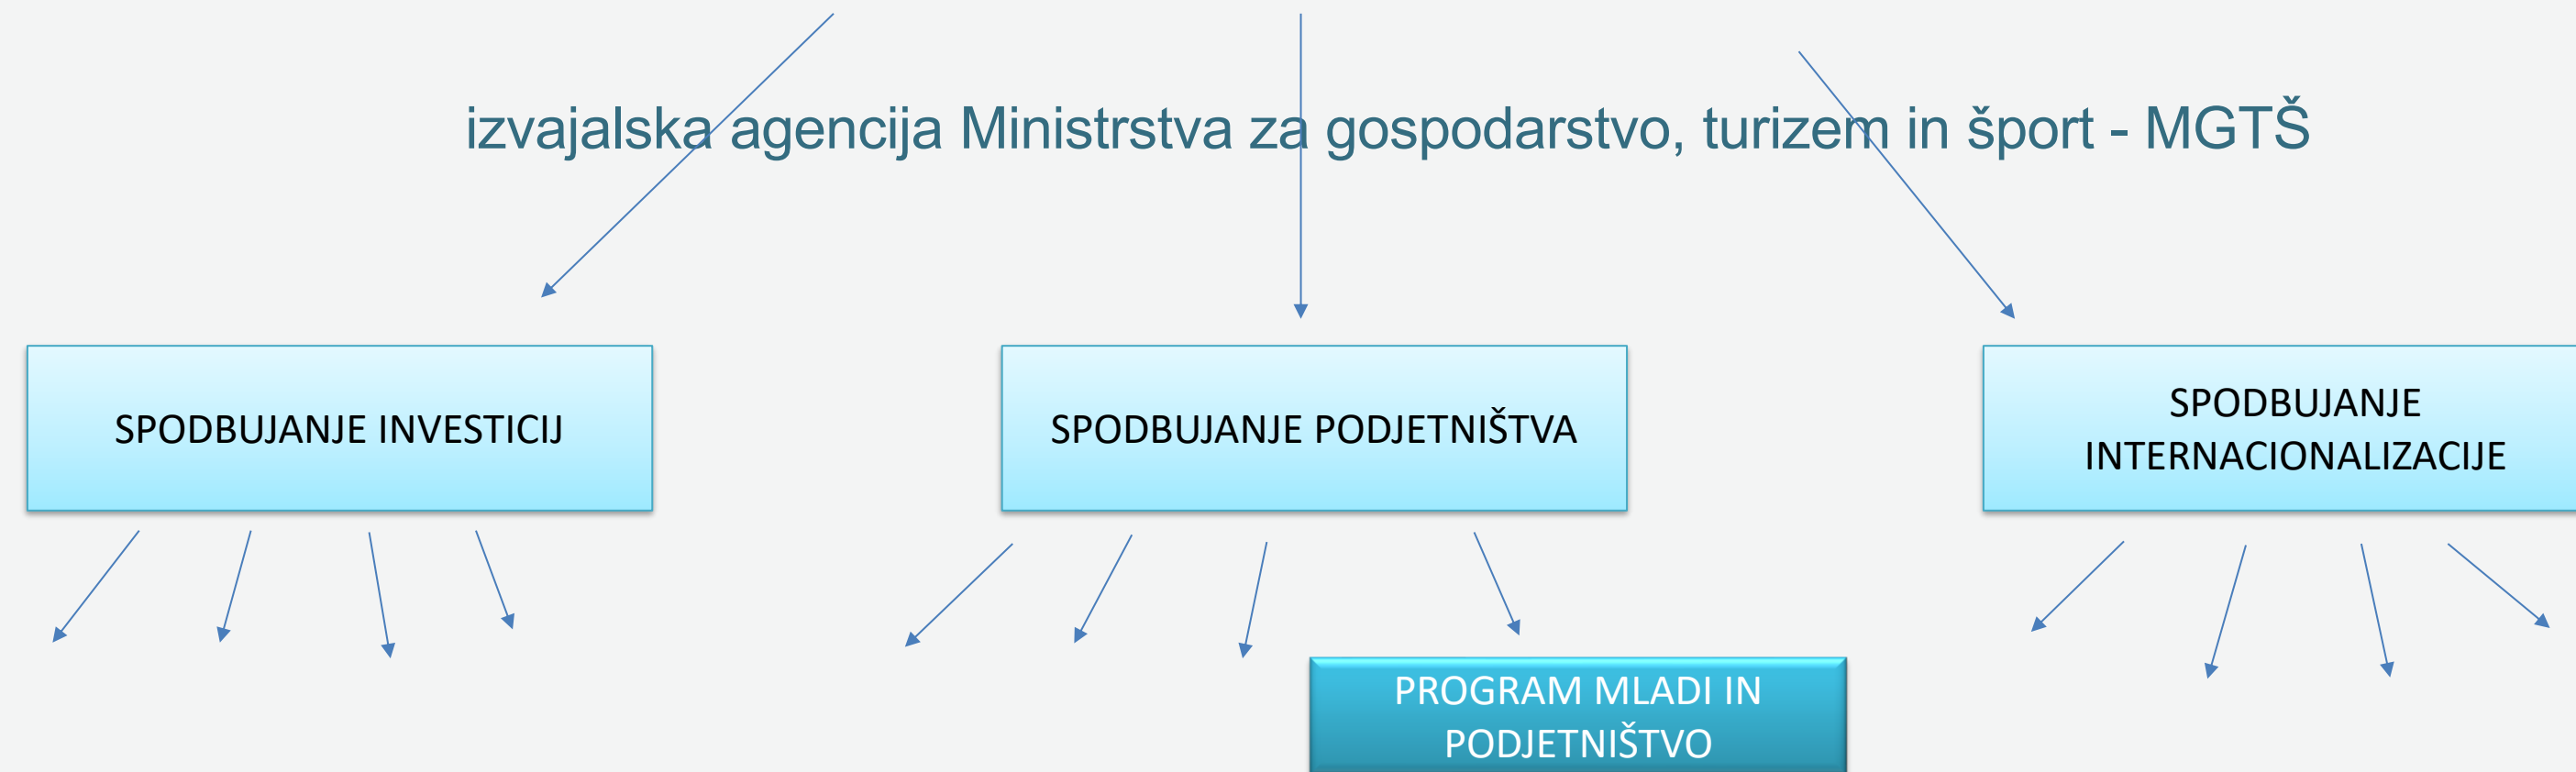 izvajalska agencija Ministrstva za gospodarstvo, turizem in šport - MGTŠ
SPODBUJANJE INVESTICIJ
SPODBUJANJE PODJETNIŠTVA
SPODBUJANJE
INTERNACIONALIZACIJE
PROGRAM MLADI IN
PODJETNIŠTVO